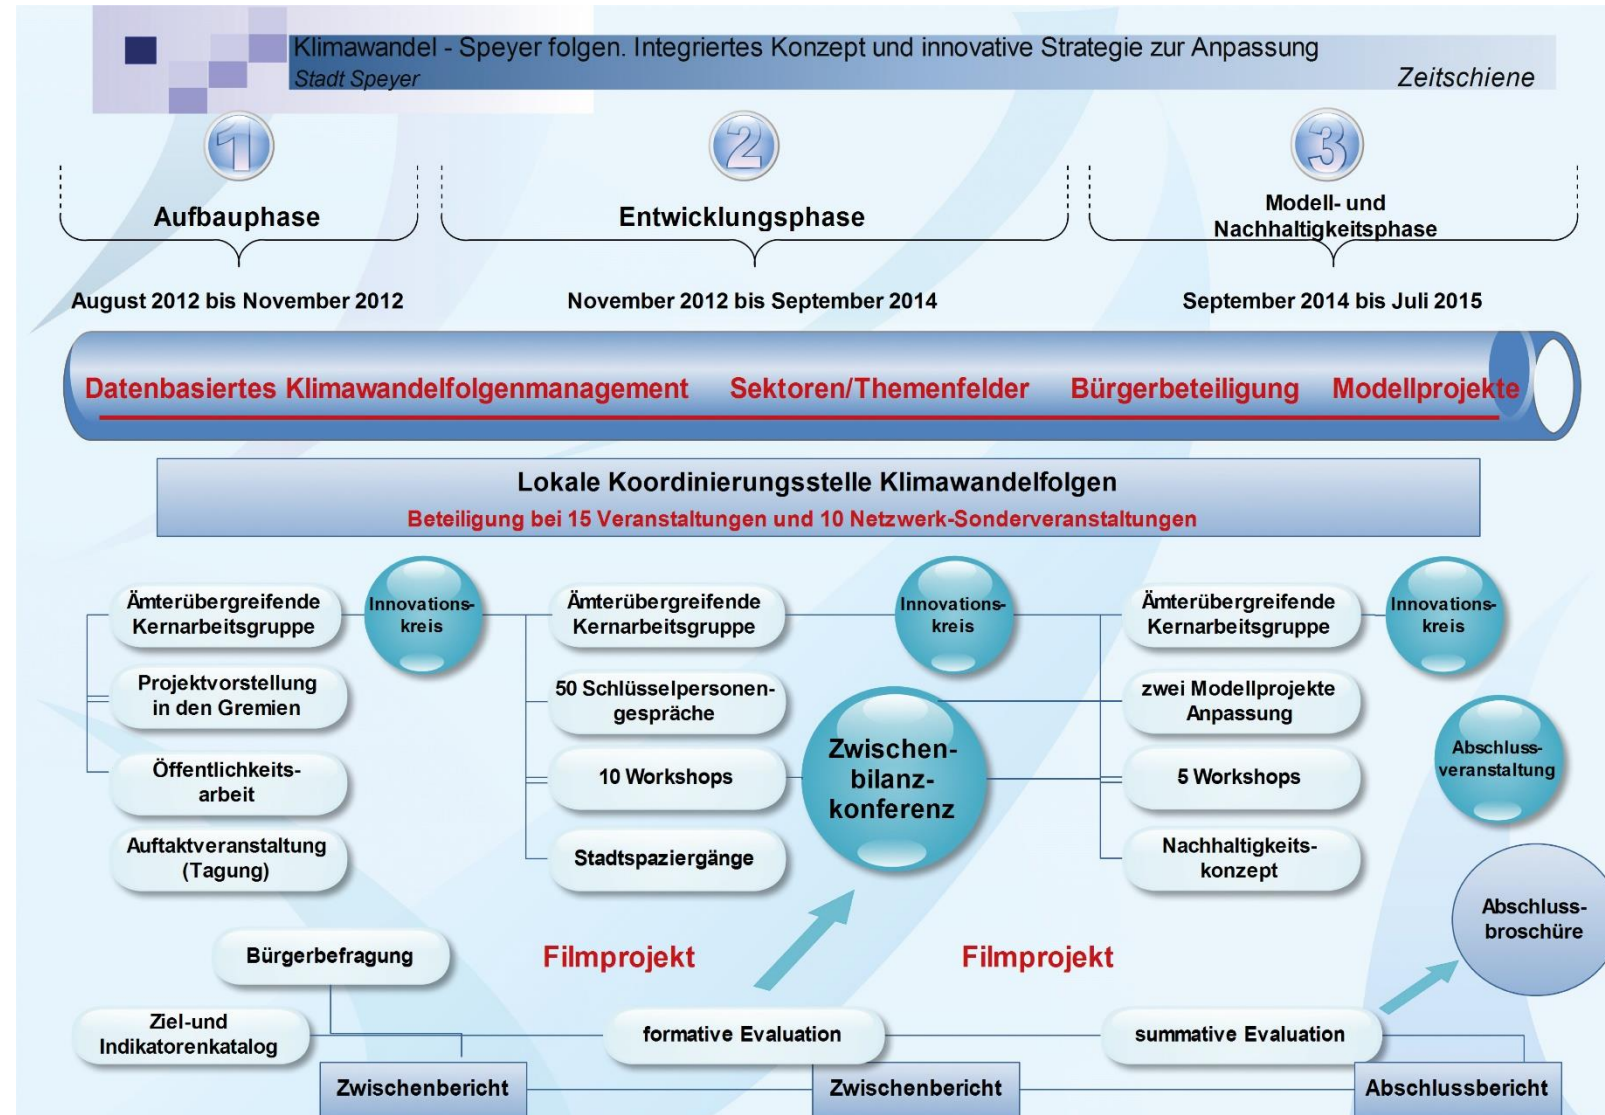 Klimawandel - Speyer folgen. Integriertes Konzept und innovative Strategie zur Anpassung
Stadt Speyer
Zeitschiene
1
2
3
Aufbauphase
Entwicklungsphase
Modell- und
Nachhaltigkeitsphase
August 2012 bis November 2012
November 2012 bis September 2014
September 2014 bis Juli 2015
Datenbasiertes Klimawandelfolgenmanagement Sektoren/Themenfelder Bürgerbeteiligung Modellprojekte
Lokale Koordinierungsstelle Klimawandelfolgen
Beteiligung bei 15 Veranstaltungen und 10 Netzwerk-Sonderveranstaltungen
Ämterübergreifende
Kernarbeitsgruppe
Innovations-
kreis
Ämterübergreifende
Kernarbeitsgruppe
Innovations-
kreis
Ämterübergreifende
Kernarbeitsgruppe
Innovations-
kreis
Projektvorstellung
in den Gremien
50 Schlüsselpersonen-
gespräche
zwei Modellprojekte
Anpassung
Öffentlichkeits-
arbeit
10 Workshops
Zwischen-
bilanz-
konferenz
5 Workshops
Abschluss-
veranstaltung
Auftaktveranstaltung
(Tagung)
Stadtspaziergänge
Nachhaltigkeits-
konzept
Abschluss-
broschüre
Bürgerbefragung
Filmprojekt
Filmprojekt
Ziel-und
Indikatorenkatalog
formative Evaluation
summative Evaluation
Zwischenbericht
Zwischenbericht
Abschlussbericht